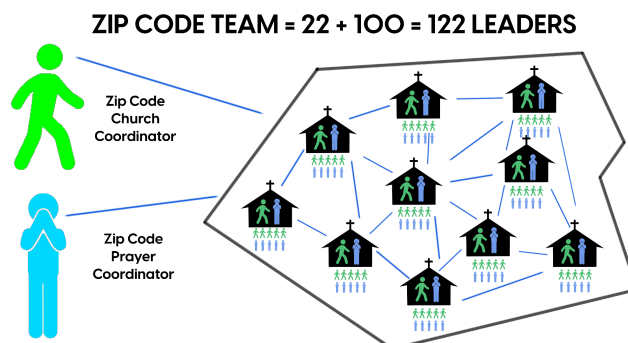 ZIP CODE TEAM = 22 + 100 = 122 LEADERS
Zip Code
Church
Coordinator
Zip Code
Prayer
Coordinator